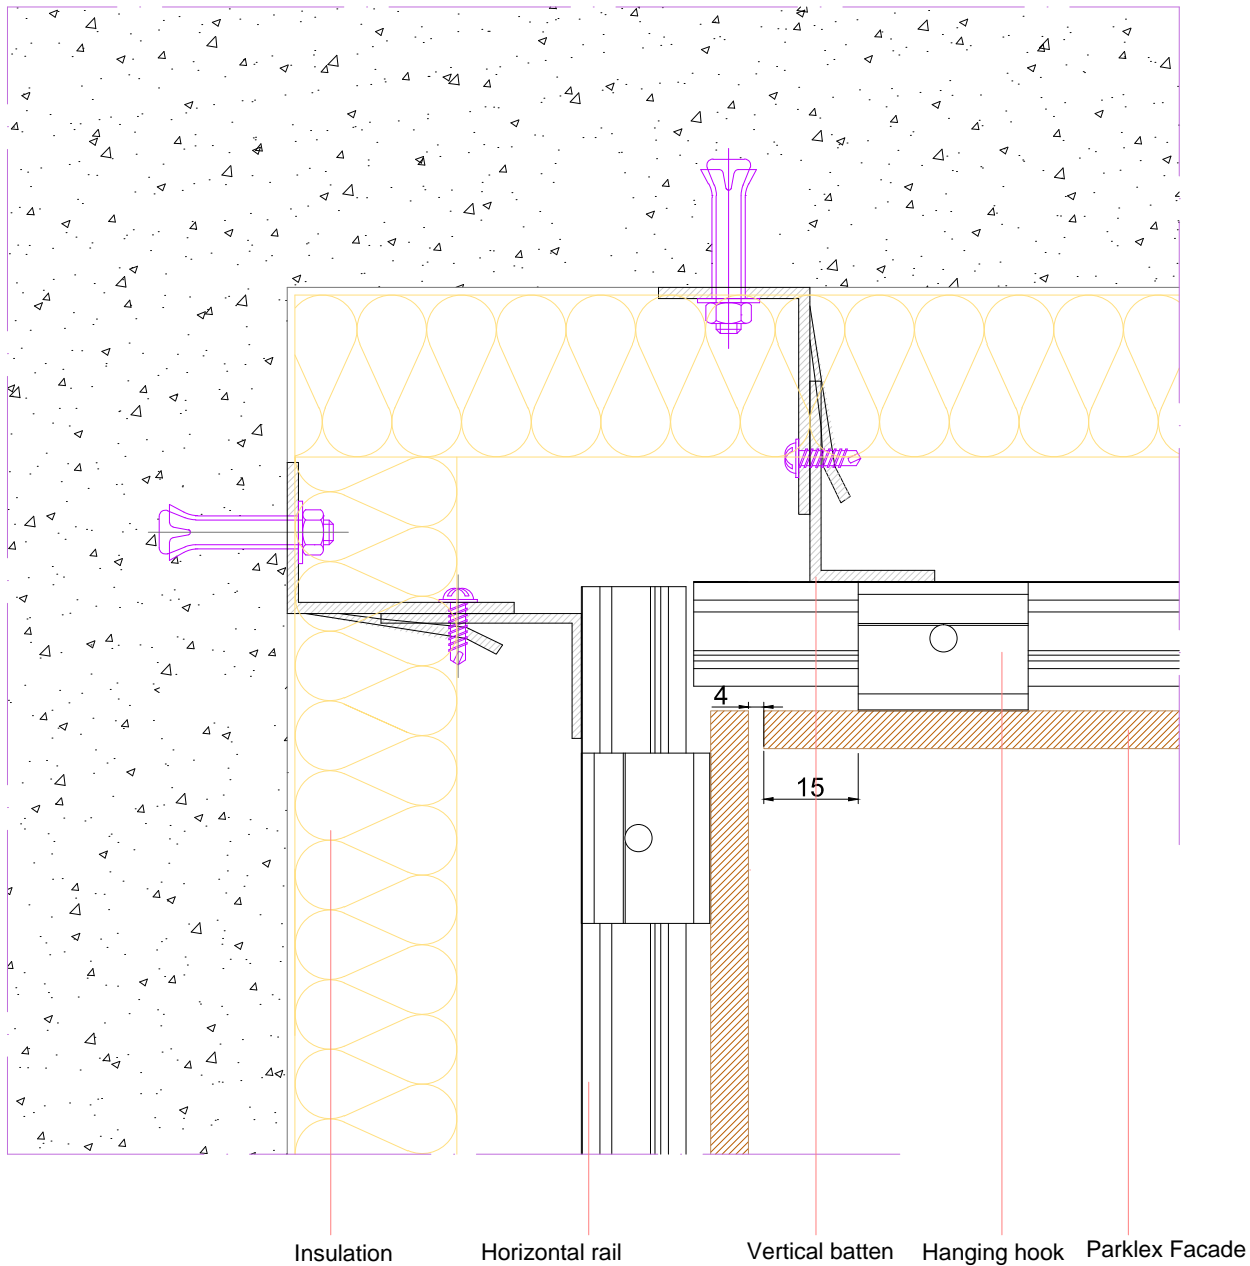 4
15
Insulation
Horizontal rail
Vertical batten
Hanging hook
Parklex Facade